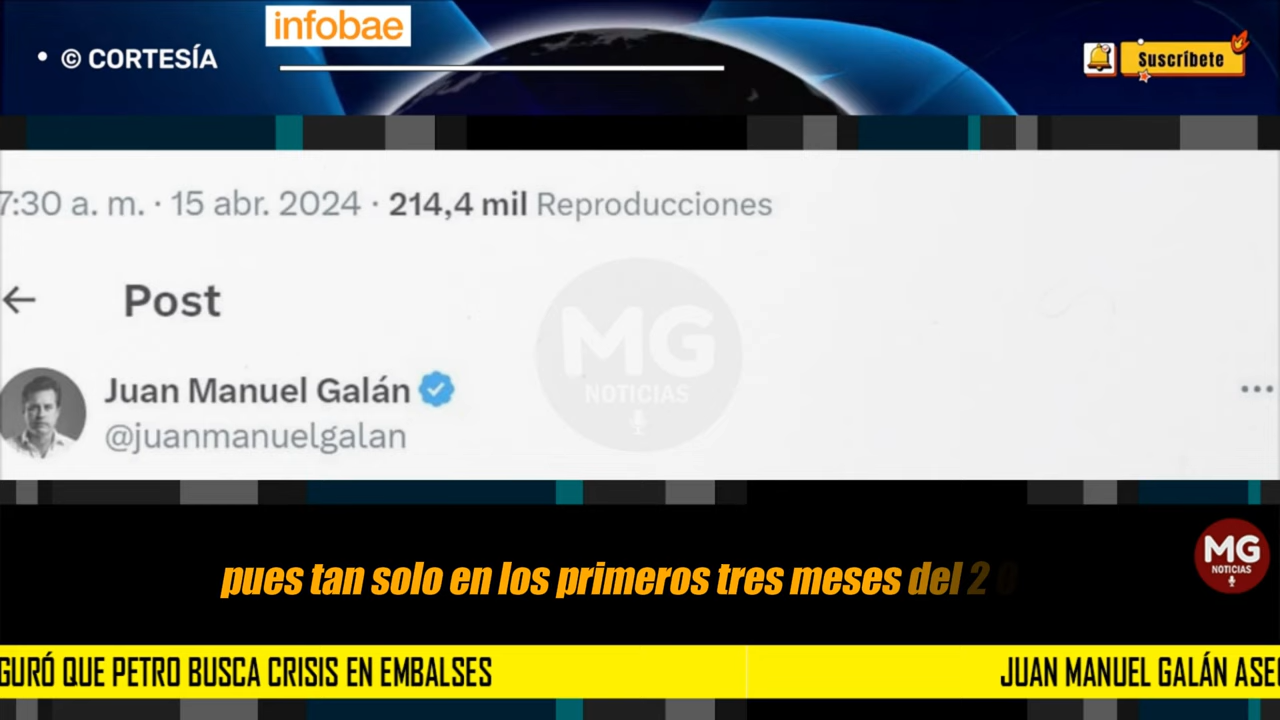 infobae
• © CORTESÍA
Suscríbete
7:30 a. m. · 15 abr. 2024 · 214,4 mil Reproducciones
Post
MG
NOTICIAS
Juan Manuel Galán
@juanmanuelgalan
pues tan solo en los primeros tres meses del 2 0
MG
NOTICIAS
GURÓ QUE PETRO BUSCA CRISIS EN EMBALSES JUAN MANUEL GALÁN ASE